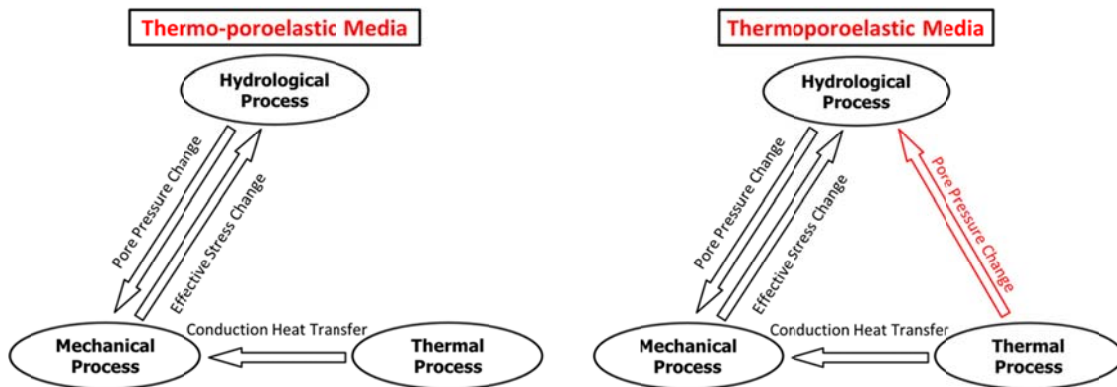 Thermo-poroelastic Media
Hydrological
Process
Pore Pressure Change
Effective Stress Change
Conduction Heat Transfer
Mechanical
Process
Thermal
Process
Thermoporoelastic Media
Hydrological
Process
Pore Pressure Change
Effective Stress Change
Pore Pressure Change
Conduction Heat Transfer
Mechanical
Process
Thermal
Process